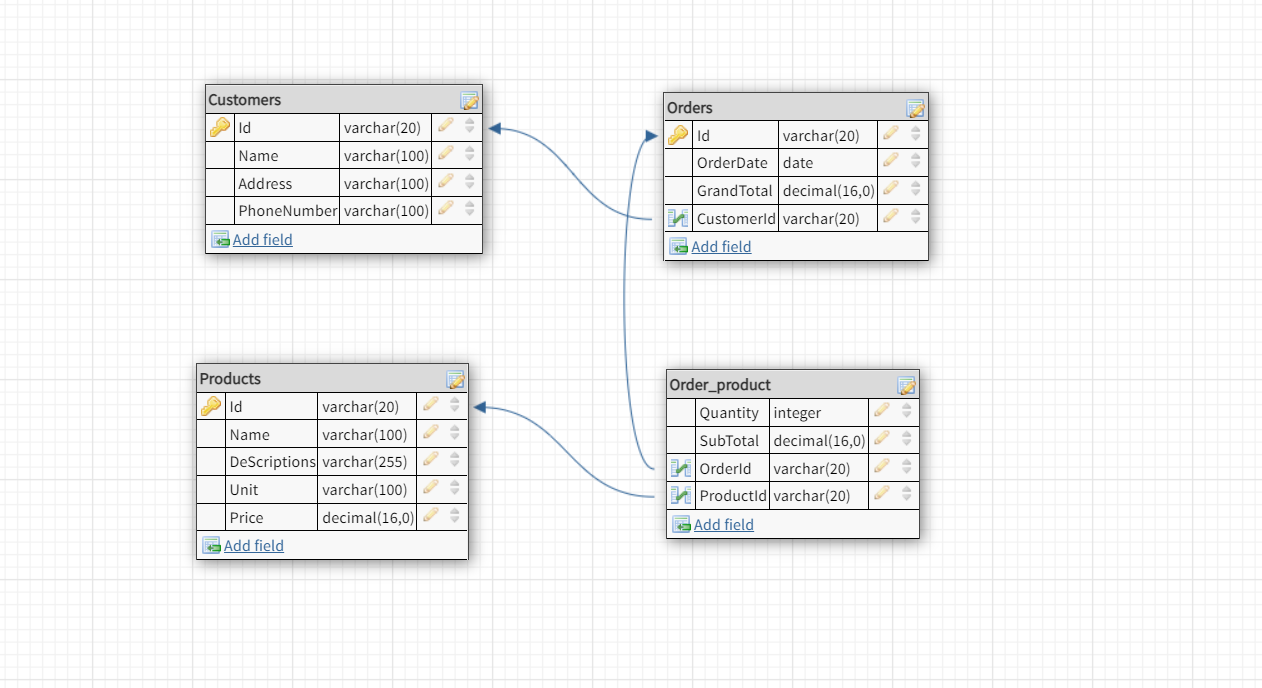 Customers
Id varchar(20)
Name varchar(100)
Address varchar(100)
PhoneNumber varchar(100)
Add field
Orders
Id varchar(20)
OrderDate date
GrandTotal decimal(16,0)
CustomerId varchar(20)
Add field
Products
Id varchar(20)
Name varchar(100)
DeScriptions varchar(255)
Unit varchar(100)
Price decimal(16,0)
Add field
Order_product
Quantity integer
SubTotal decimal(16,0)
OrderId varchar(20)
ProductId varchar(20)
Add field